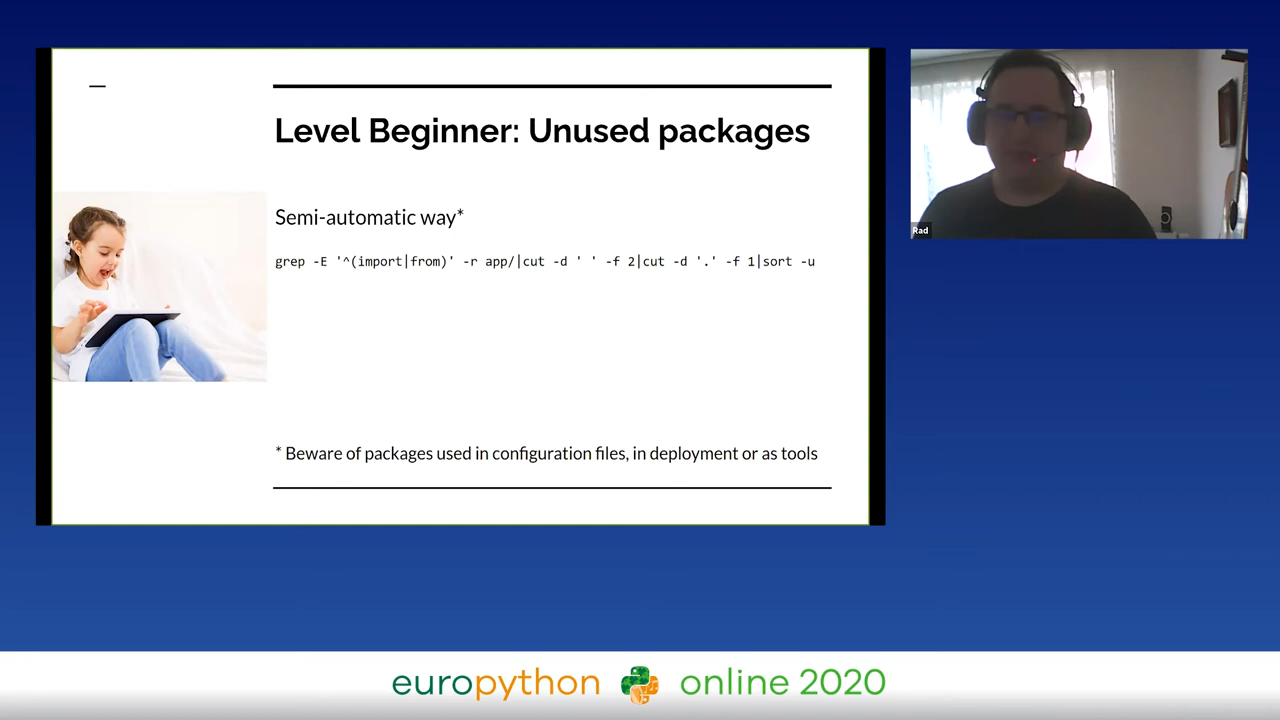 Level Beginner: Unused packages
Semi-automatic way*
grep -E '^(import|from)' -r app/|cut -d ' ' -f 2|cut -d '.' -f 1|sort -u
* Beware of packages used in configuration files, in deployment or as tools
Rad
europython online 2020